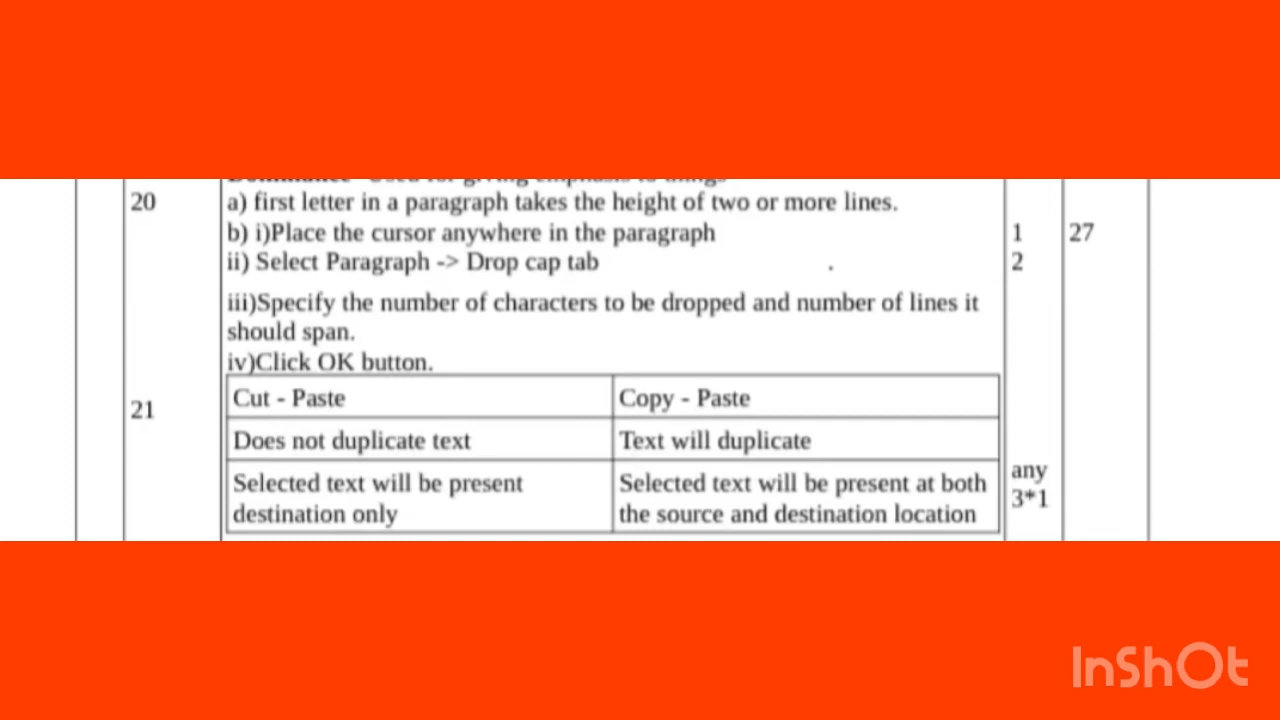 20 a) first letter in a paragraph takes the height of two or more lines.
b) i)Place the cursor anywhere in the paragraph 1 27
ii) Select Paragraph -> Drop cap tab 2
iii)Specify the number of characters to be dropped and number of lines it
should span.
iv)Click OK button.
21 Cut - Paste Copy - Paste
Does not duplicate text Text will duplicate
Selected text will be present Selected text will be present at both any
destination only the source and destination location 3*1
InShOt